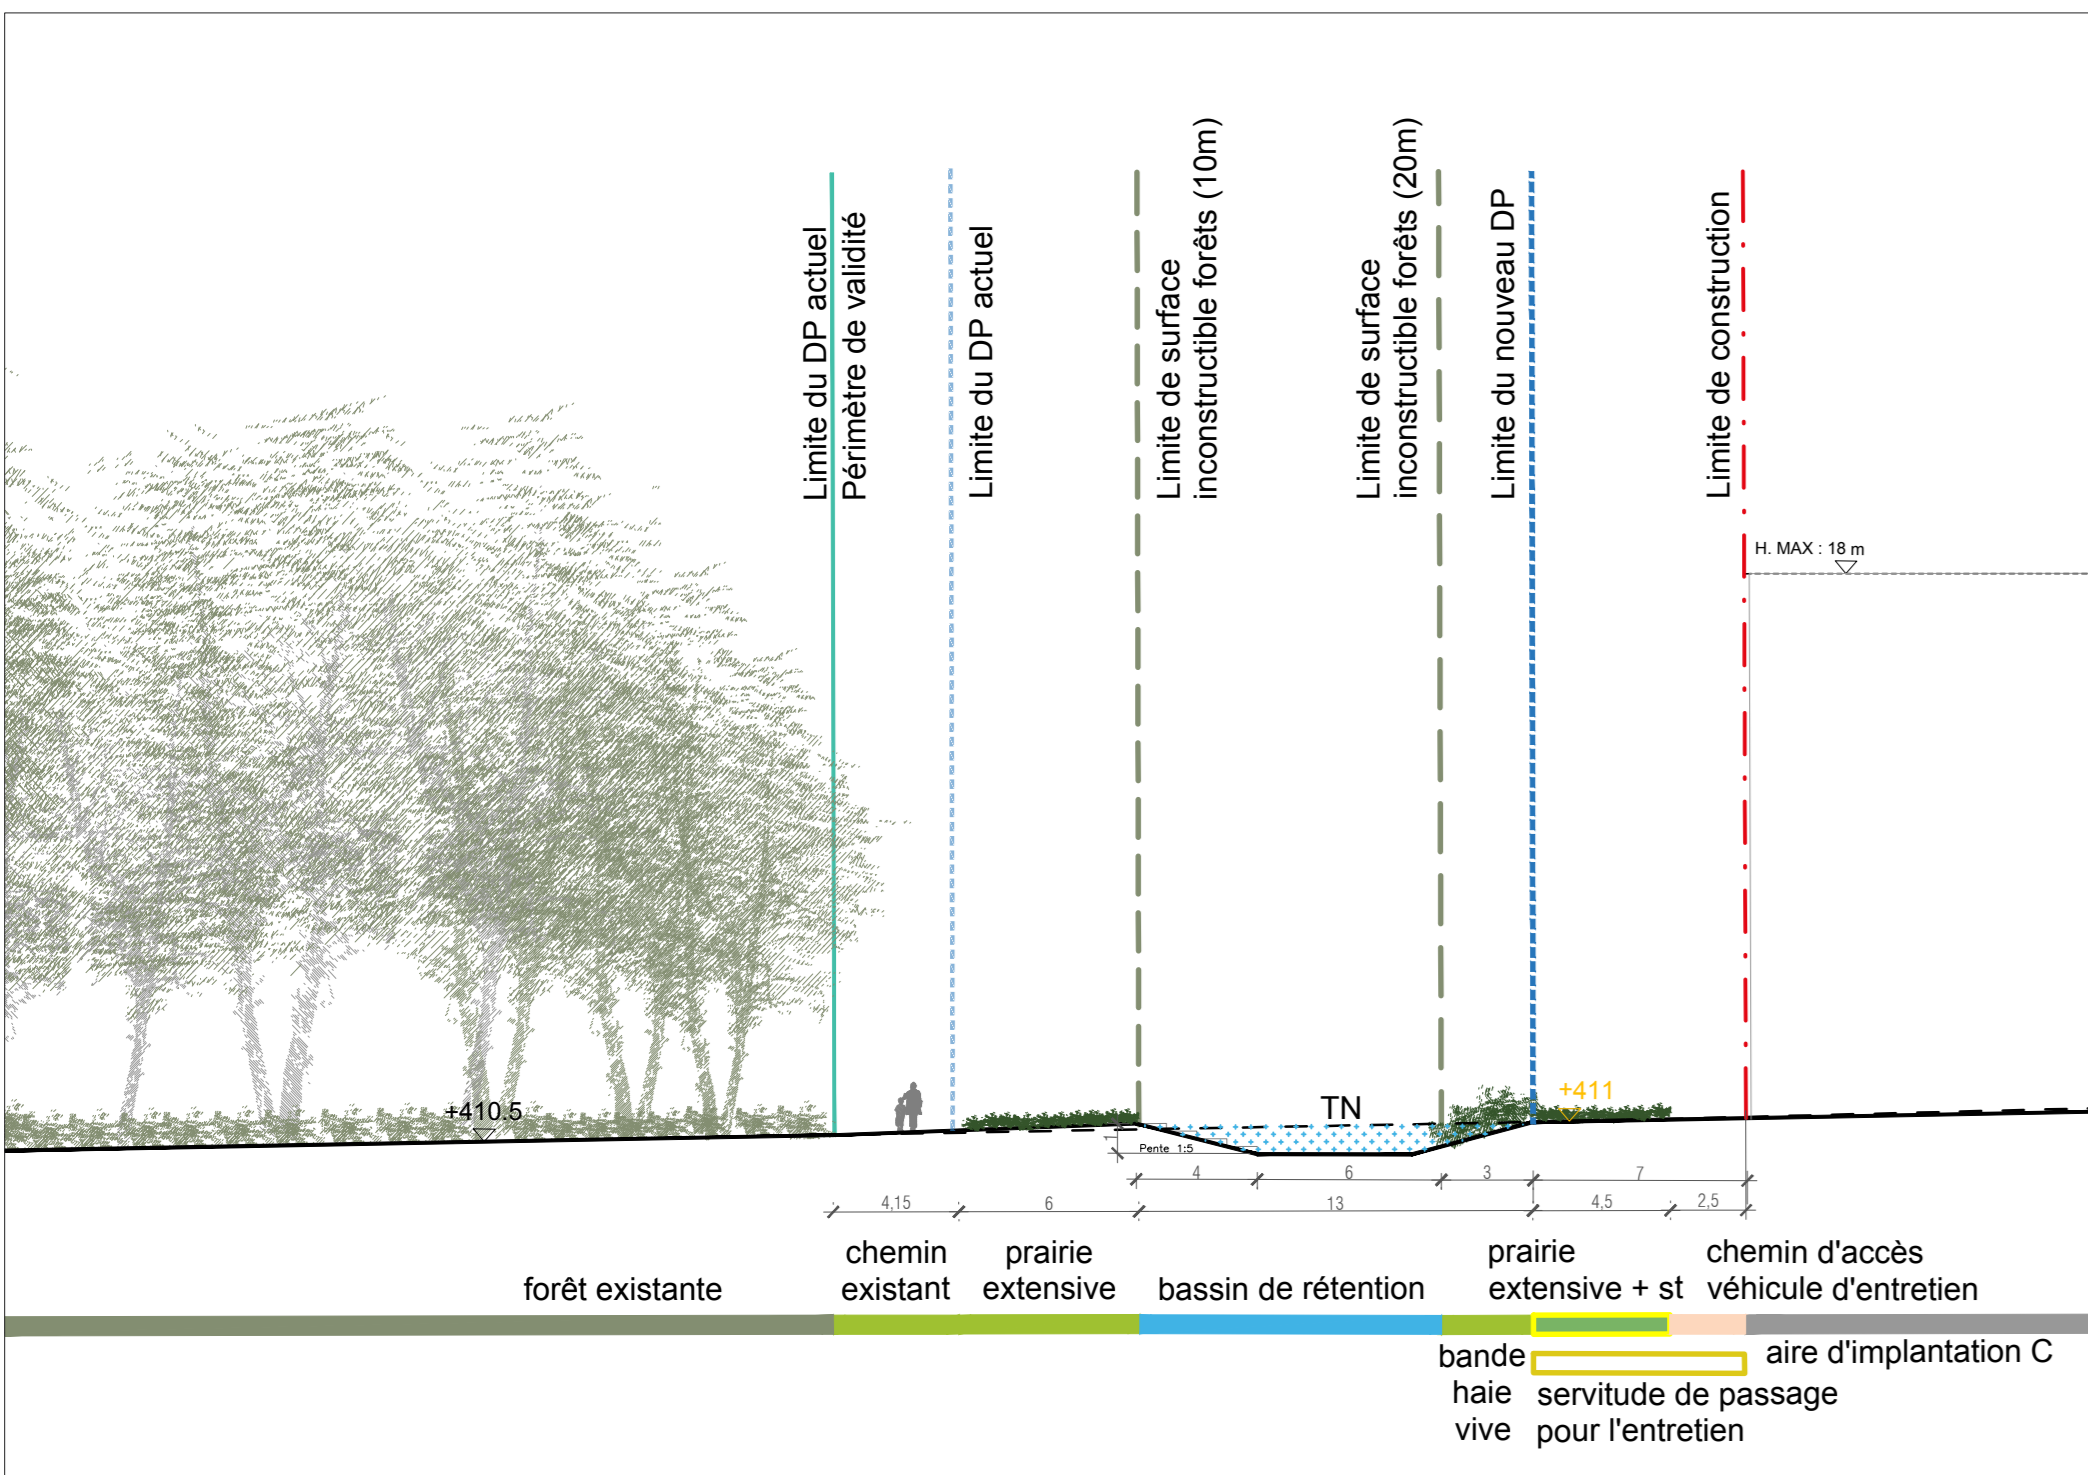 Limite du DP actuel
Périmètre de validité
Limite du DP actuel
Limite de surface
inconstructible forêts (10m)
Limite de surface
inconstructible forêts (20m)
Limite du nouveau DP
Limite de construction
H. MAX : 18 m
+410.5
TN
+411
1
Pente 1:5
4
6
3
7
4,15
6
13
4,5
2,5
chemin
existant
prairie
extensive
prairie
extensive + st
chemin d'accès
véhicule d'entretien
forêt existante
bassin de rétention
bande
haie
vive
servitude de passage
pour l'entretien
aire d'implantation C